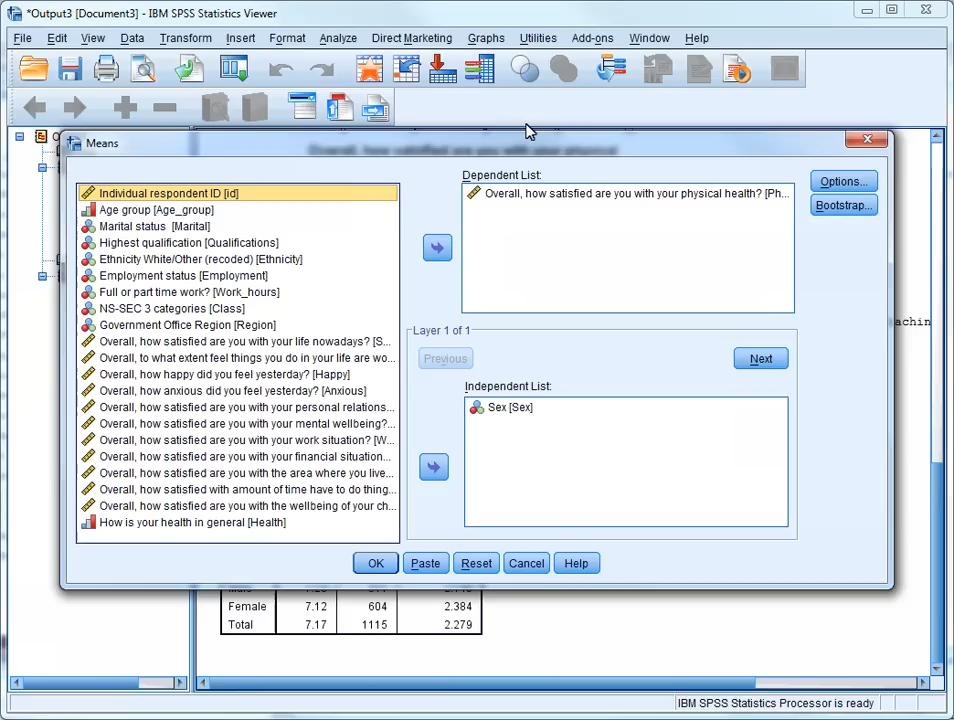 *Output3 [Document3] - IBM SPSS Statistics Viewer
File Edit View Data Transform Insert Format Analyze Direct Marketing Graphs Utilities Add-ons Window Help
Overall, how satisfied are you with your physical
Means
Individual respondent ID [id]
Age group [Age_group]
Marital status [Marital]
Highest qualification [Qualifications]
Ethnicity White/Other (recoded) [Ethnicity]
Employment status [Employment]
Full or part time work? [Work_hours]
NS-SEC 3 categories [Class]
Government Office Region [Region]
Overall, how satisfied are you with your life nowadays? [S...
Overall, to what extent feel things you do in your life are wo...
Overall, how happy did you feel yesterday? [Happy]
Overall, how anxious did you feel yesterday? [Anxious]
Overall, how satisfied are you with your personal relations...
Overall, how satisfied are you with your mental wellbeing?...
Overall, how satisfied are you with your work situation? [W...
Overall, how satisfied are you with your financial situation...
Overall, how satisfied are you with the area where you live...
Overall, how satisfied with amount of time have to do thing...
Overall, how satisfied are you with the wellbeing of your ch...
How is your health in general [Health]
Dependent List:
Overall, how satisfied are you with your physical health? [Ph...
Options...
Bootstrap...
Layer 1 of 1
Previous
Next
Independent List:
Sex [Sex]
OK Paste Reset Cancel Help
achin
Female 7.12 604 2.384
Total 7.17 1115 2.279
IBM SPSS Statistics Processor is ready